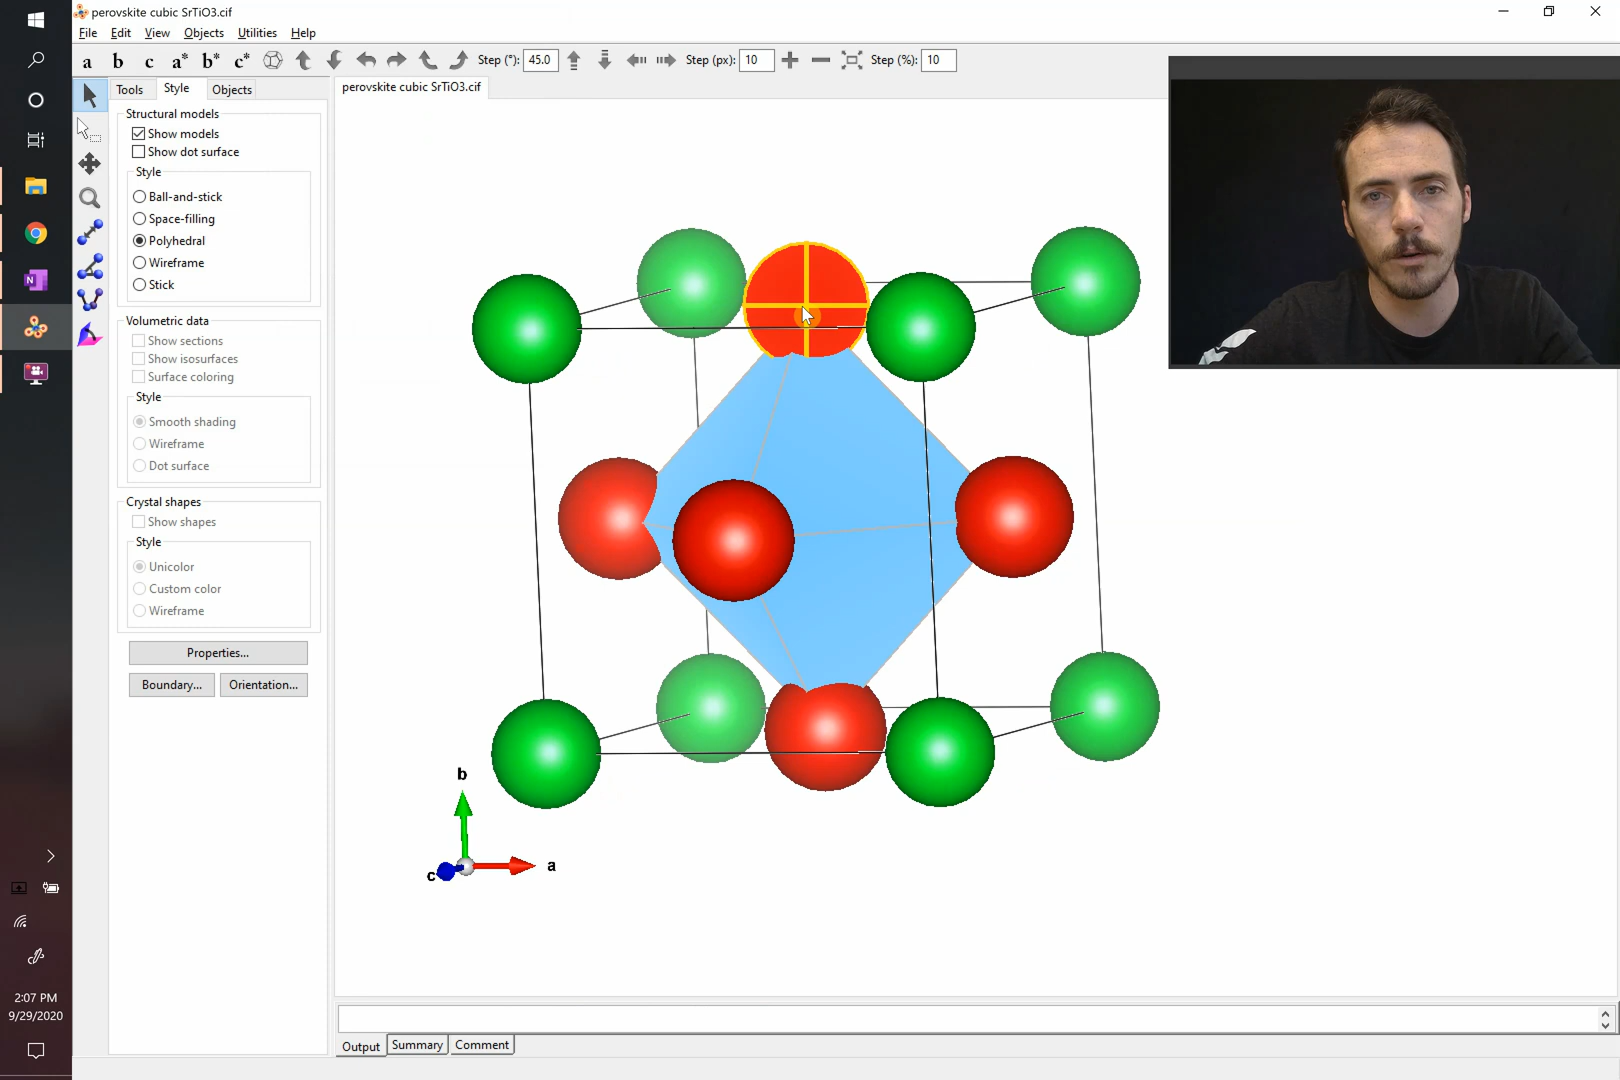 perovskite cubic SrTiO3.cif
File Edit View Objects Utilities Help
a b c a* b* c* Step (°): 45.0 Step (px): 10 Step (%): 10
Tools Style Objects
perovskite cubic SrTiO3.cif
Structural models
Show models
Show dot surface
Style
Ball-and-stick
Space-filling
Polyhedral
Wireframe
Stick
Volumetric data
Show sections
Show isosurfaces
Surface coloring
Style
Smooth shading
Wireframe
Dot surface
Crystal shapes
Show shapes
Style
Unicolor
Custom color
Wireframe
Properties...
Boundary... Orientation...
b
a
c
Output Summary Comment
2:07 PM
9/29/2020